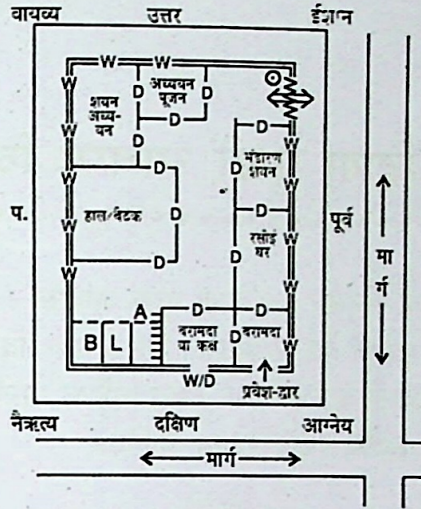 वायव्य उत्तर ईशान
W W W
शयन अध्य- यन
D
अध्ययन पूजन
D
D
D
W
W
W
D
भंडारण शयन
W
W
D
D
प.
हाल/बैठक
D
D
रसोई घर
W
पूर्व
मार्ग
W
D
D
W
A
D
D
B L
बरामदा या कक्ष
D
बरामदा
W
W/D
प्रवेश-द्वार
नैऋत्य दक्षिण आग्नेय
मार्ग